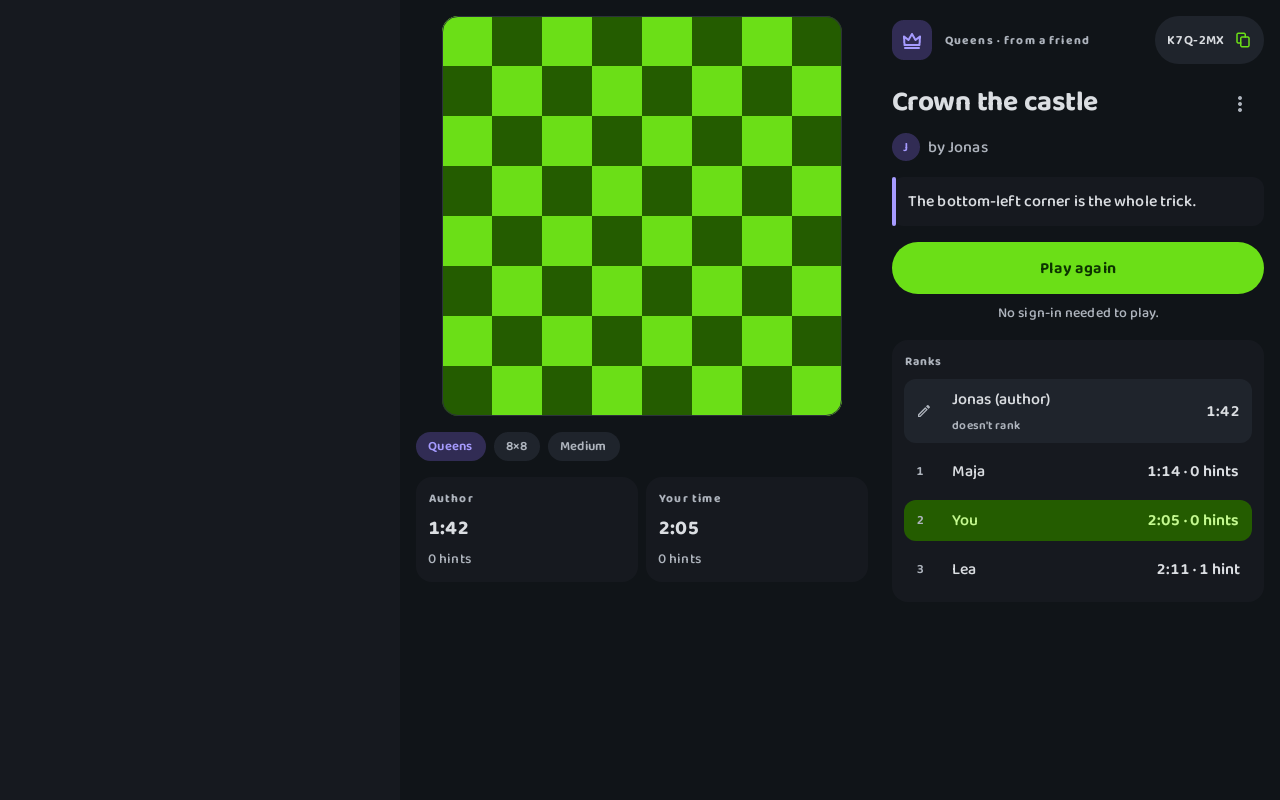 Queens
8×8
Medium
Author
1:42
0 hints
Your time
2:05
0 hints
Queens · from a friend
K7Q-2MX
Crown the castle
J
by Jonas
The bottom-left corner is the whole trick.
Play again
No sign-in needed to play.
Ranks
Jonas (author)
doesn't rank
1:42
1 Maja 1:14 · 0 hints
2 You 2:05 · 0 hints
3 Lea 2:11 · 1 hint